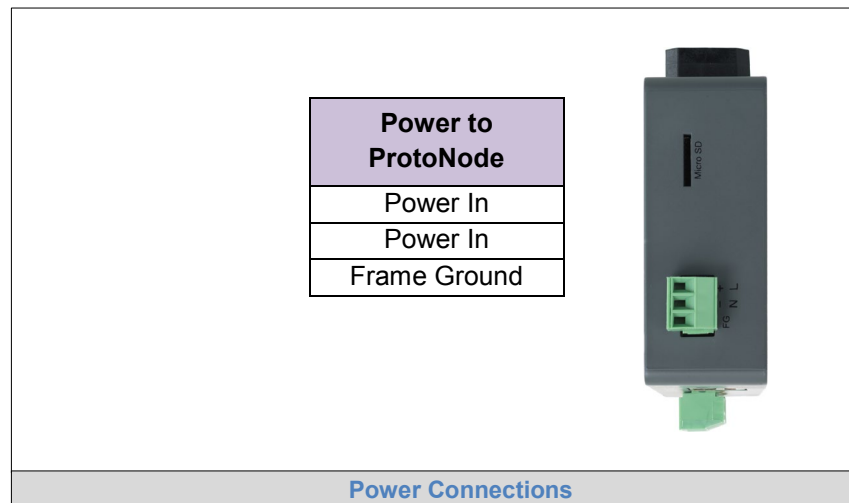 Power to
ProtoNode
Power In
Power In
Frame Ground
Micro SD
+ L
– N
FG
Power Connections